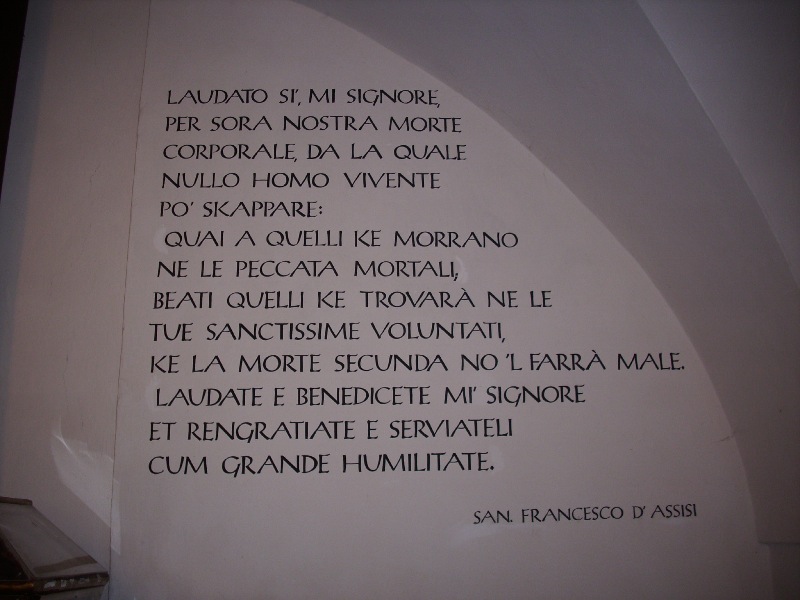 LAUDATO SI', MI SIGNORE,
PER SORA NOSTRA MORTE
CORPORALE, DA LA QUALE
NULLO HOMO VIVENTE
PO' SKAPPARE:
QUAI A QUELLI KE MORRANO
NE LE PECCATA MORTALI,
BEATI QUELLI KE TROVARÀ NE LE
TUE SANCTISSIME VOLUNTATI,
KE LA MORTE SECUNDA NO 'L FARRÀ MALE.
LAUDATE E BENEDICETE MI' SIGNORE
ET RENGRATIATE E SERVIATELI
CUM GRANDE HUMILITATE.
SAN. FRANCESCO D'ASSISI